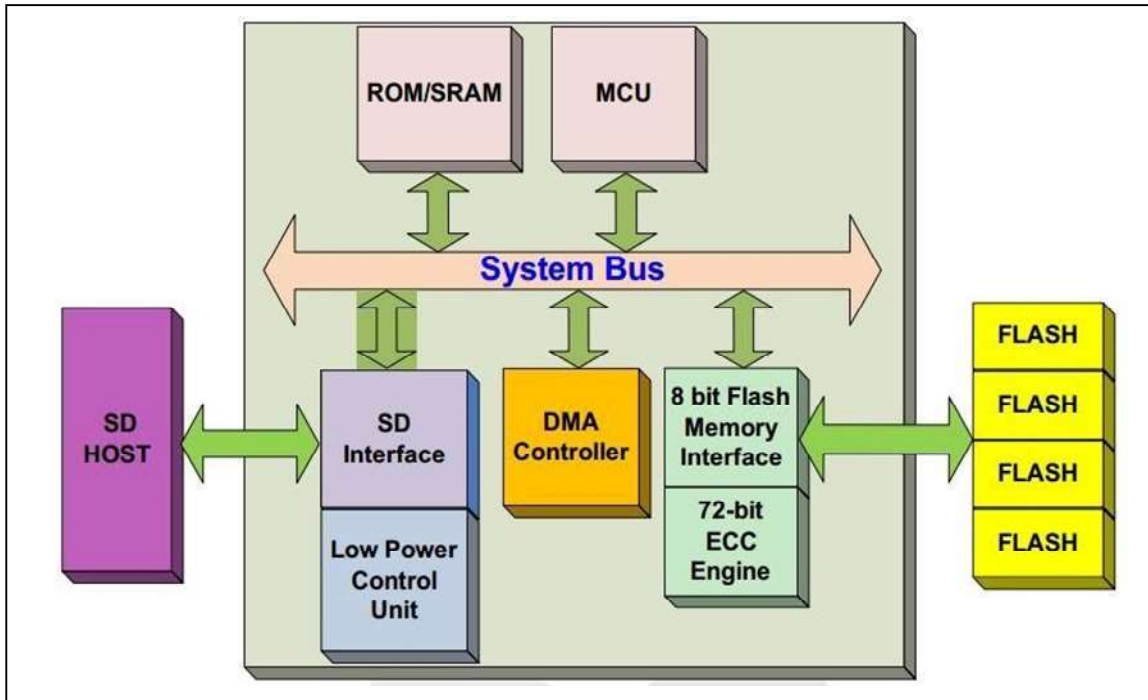 ROM/SRAM
MCU
System Bus
SD
HOST
SD
Interface
Low Power
Control
Unit
DMA
Controller
8 bit Flash
Memory
Interface
72-bit
ECC
Engine
FLASH
FLASH
FLASH
FLASH